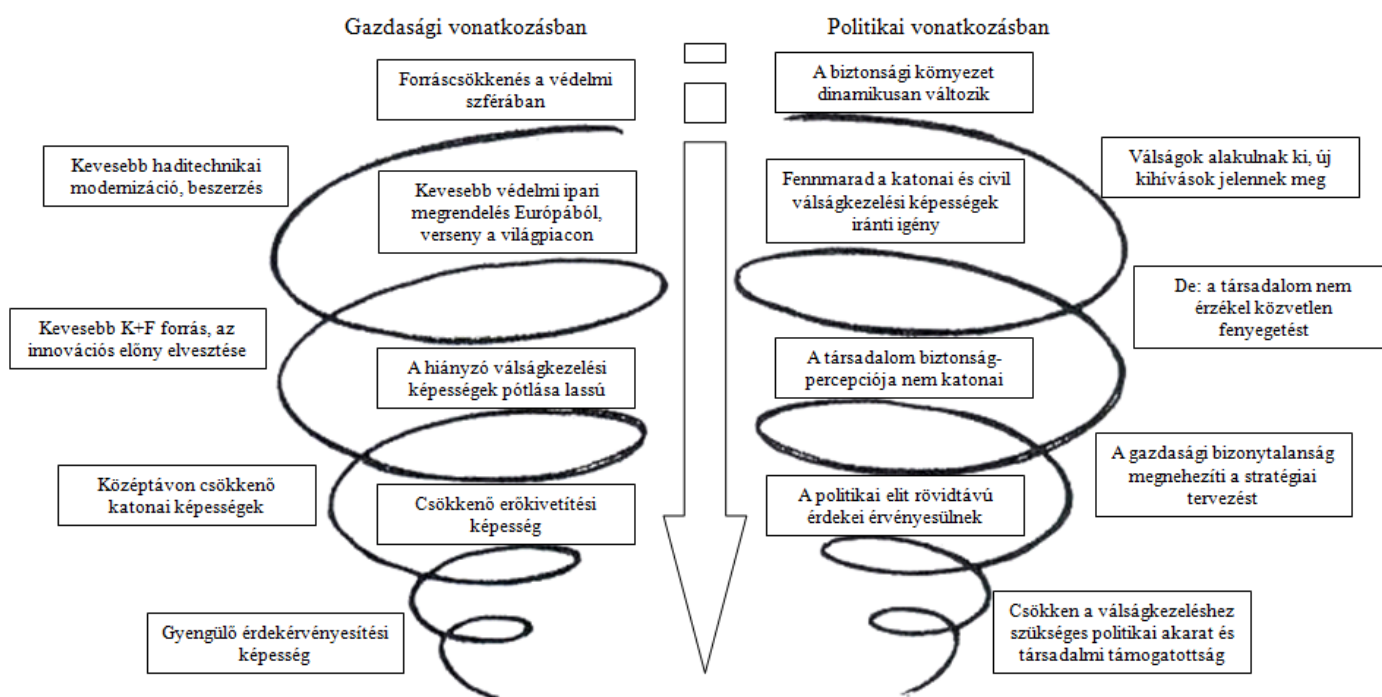 Gazdasági vonatkozásban
Forráscsökkenés a védelmi
szférában
Kevesebb haditechnikai
modernizáció, beszerzés
Kevesebb védelmi ipari
megrendelés Európából,
verseny a világpiacon
Kevesebb K+F forrás, az
innovációs előny elvesztése
A hiányzó válságkezelési
képességek pótlása lassú
Középtávon csökkenő
katonai képességek
Csökkenő erőkivetítési
képesség
Gyengülő érdekérvényesítési
képesség
Politikai vonatkozásban
A biztonsági környezet
dinamikusan változik
Válságok alakulnak ki, új
kihívások jelennek meg
Fennmarad a katonai és civil
válságkezelési képességek
iránti igény
De: a társadalom nem
érzékel közvetlen
fenyegetést
A társadalom biztonság-
percepciója nem katonai
A gazdasági bizonytalanság
megnehezíti a stratégiai
tervezést
A politikai elit rövidtávú
érdekei érvényesülnek
Csökken a válságkezeléshez
szükséges politikai akarat és
társadalmi támogatottság